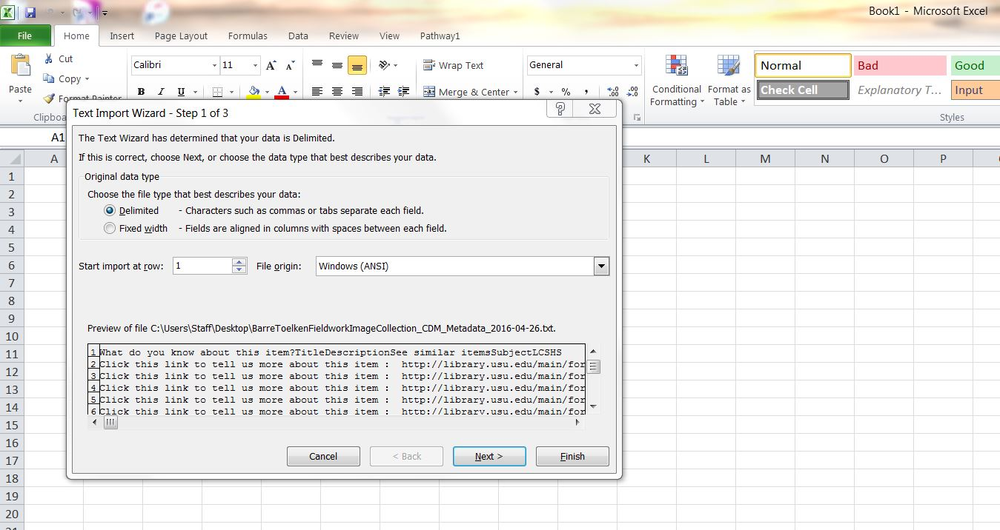 Book1 - Microsoft Excel
File Home Insert Page Layout Formulas Data Review View Pathway1
Cut
Copy
Format Painter
Paste
Clipboa
Calibri 11
B I U
Wrap Text
Merge & Center
General
$ % ,
Conditional Formatting
Format as Table
Normal Bad Good
Check Cell Explanatory T... Input
Styles
A1
A K L M N O P
Text Import Wizard - Step 1 of 3
The Text Wizard has determined that your data is Delimited.
If this is correct, choose Next, or choose the data type that best describes your data.
Original data type
Choose the file type that best describes your data:
Delimited - Characters such as commas or tabs separate each field.
Fixed width - Fields are aligned in columns with spaces between each field.
Start import at row: 1 File origin: Windows (ANSI)
Preview of file C:\Users\Staff\Desktop\BarreToelkenFieldworkImageCollection_CDM_Metadata_2016-04-26.txt.
1 What do you know about this item?TitleDescriptionSee similar itemsSubjectLCSHS
2 Click this link to tell us more about this item :  http://library.usu.edu/main/for
3 Click this link to tell us more about this item :  http://library.usu.edu/main/for
4 Click this link to tell us more about this item :  http://library.usu.edu/main/for
5 Click this link to tell us more about this item :  http://library.usu.edu/main/for
6 Click this link to tell us more about this item :  http://library.usu.edu/main/for
Cancel < Back Next > Finish
1
2
3
4
5
6
7
8
9
10
11
12
13
14
15
16
17
18
19
20
21